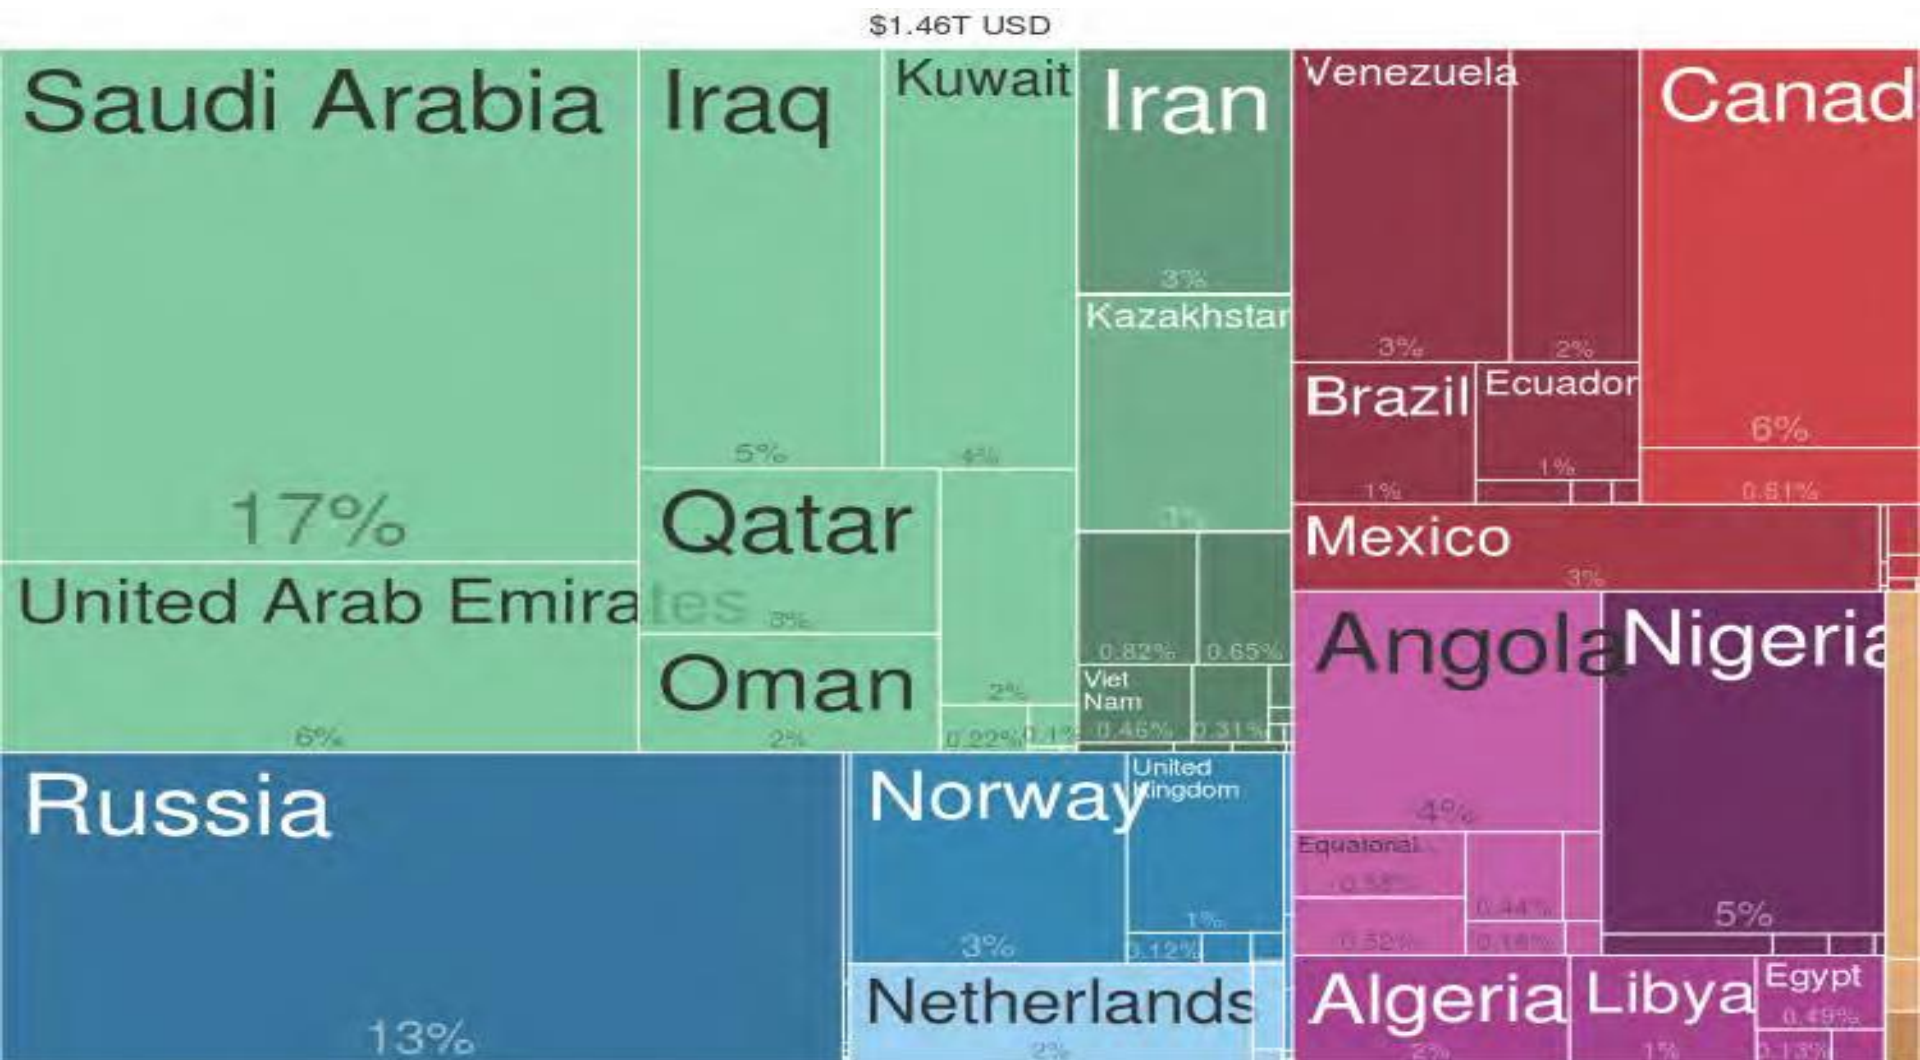 $1.46T USD
Saudi Arabia
17%
United Arab Emirates
6%
Iraq
5%
Kuwait
4%
Qatar
3%
Oman
2%
2%
0.22%
Iran
3%
Kazakhstan
0.82%
0.65%
Viet
Nam
0.46%
0.31%
Venezuela
3%
2%
Brazil
1%
Ecuador
1%
Canad
6%
0.61%
Mexico
3%
Russia
13%
Norway
3%
United
Kingdom
1%
0.12%
Netherlands
2%
Angola
4%
0.58%
0.52%
0.44%
Nigeria
5%
Algeria
2%
Libya
1%
Egypt
0.49%
0.13%